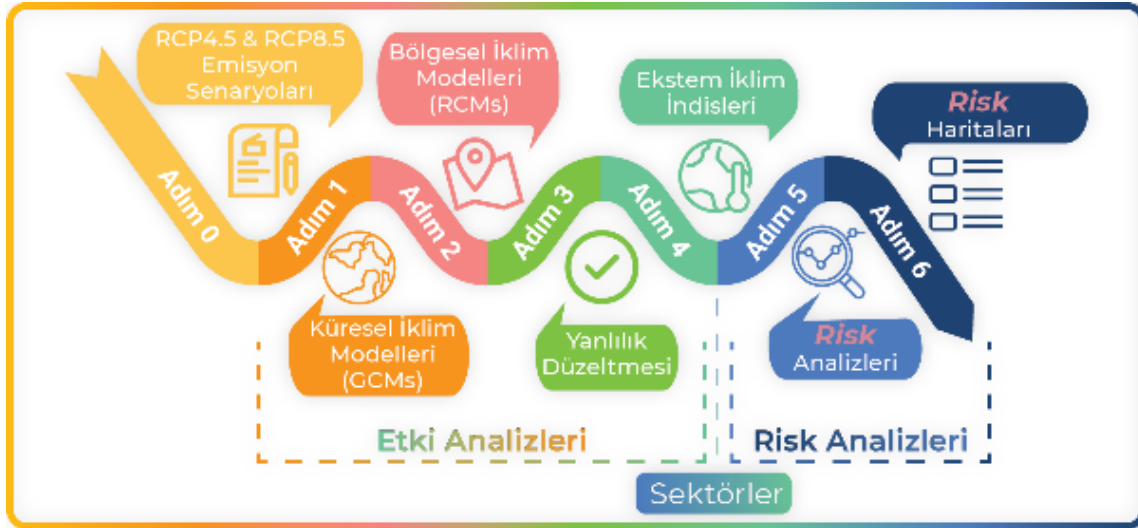 RCP4.5 & RCP8.5
Emisyon
Senaryoları
Bölgesel İklim
Modelleri
(RCMs)
Ekstem İklim
İndisleri
Risk
Haritaları
Adım 0
Adım 1
Adım 2
Adım 3
Adım 4
Adım 5
Adım 6
Küresel İklim
Modelleri
(GCMs)
Yanlılık
Düzeltmesi
Risk
Analizleri
Etki Analizleri
Risk Analizleri
Sektörler